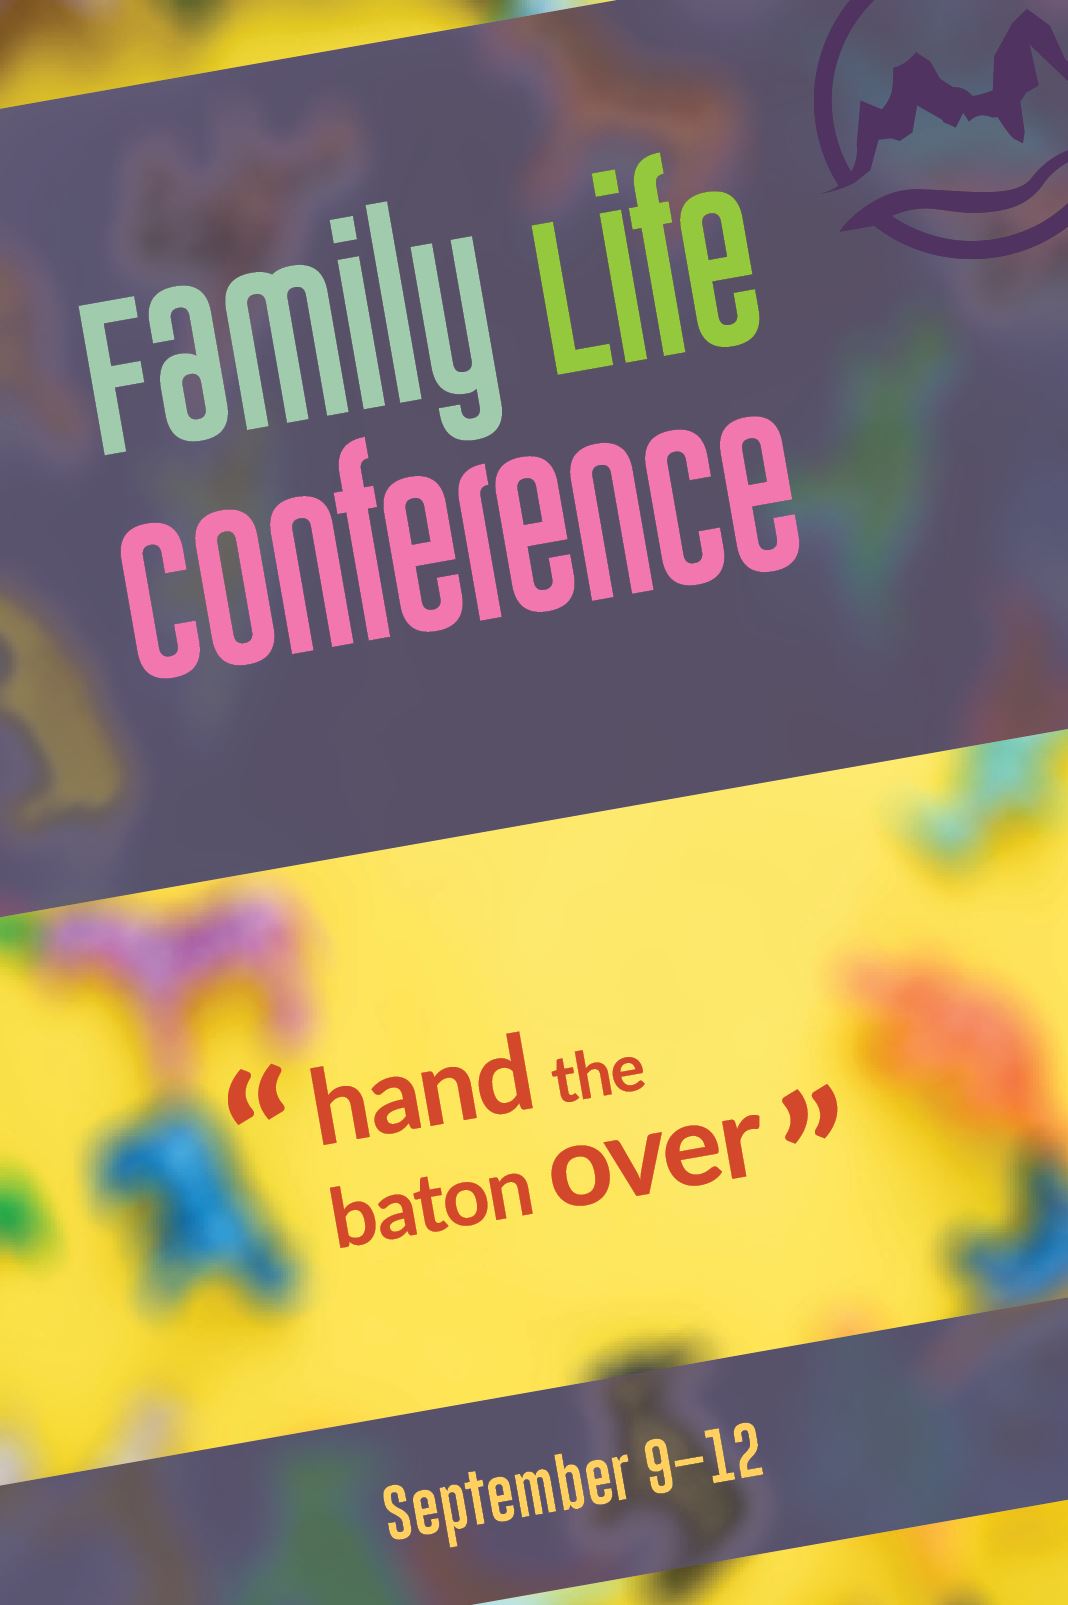 Family Life
conference
“hand the
baton over”
September 9–12